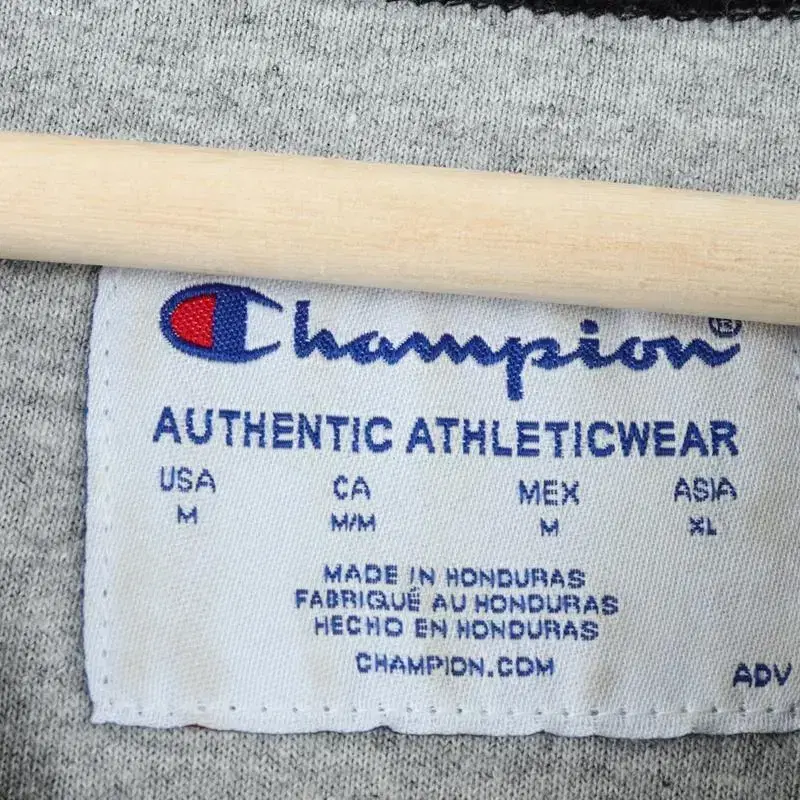 Champion®
AUTHENTIC ATHLETICWEAR
USA CA MEX ASIA
M M/M M XL
MADE IN HONDURAS
FABRIQUÉ AU HONDURAS
HECHO EN HONDURAS
CHAMPION.COM
ADV